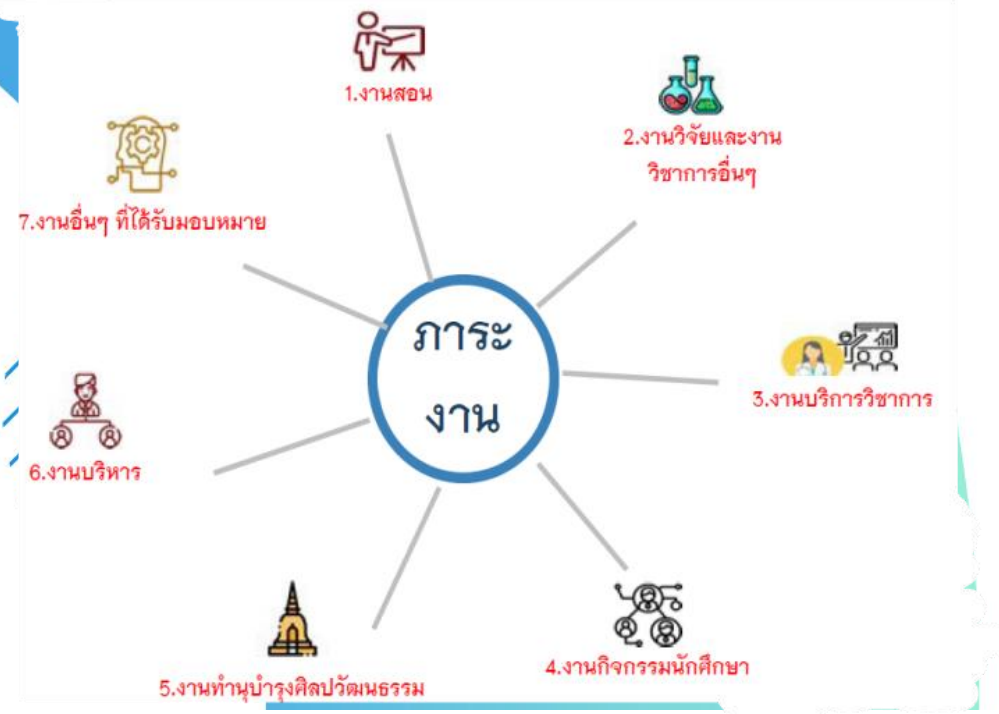 1.งานสอน
2.งานวิจัยและงาน
วิชาการอื่นๆ
7.งานอื่นๆ ที่ได้รับมอบหมาย
ภาระ
งาน
3.งานบริการวิชาการ
6.งานบริหาร
4.งานกิจกรรมนักศึกษา
5.งานทำนุบำรุงศิลปวัฒนธรรม